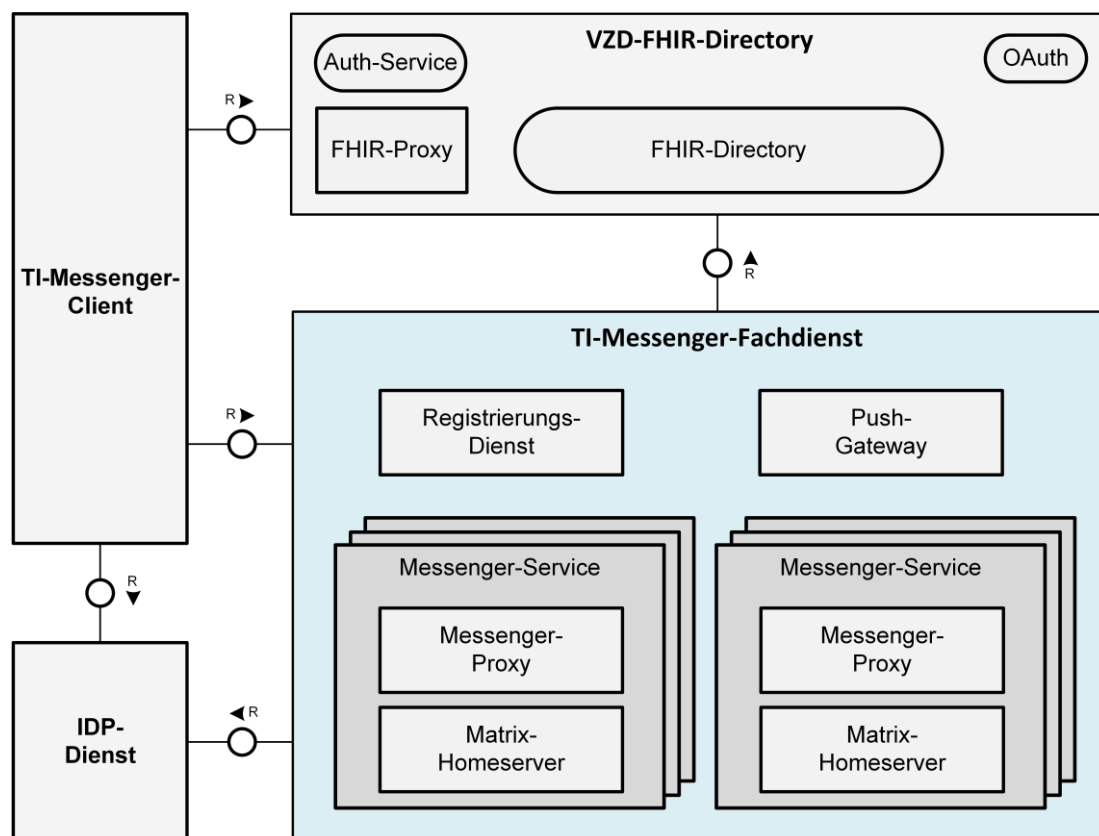 VZD-FHIR-Directory
Auth-Service
OAuth
R
FHIR-Proxy
FHIR-Directory
TI-Messenger-
Client
R
TI-Messenger-Fachdienst
Registrierungs-
Dienst
Push-
Gateway
R
Messenger-Service
Messenger-Service
R
Messenger-
Proxy
Messenger-
Proxy
IDP-
Dienst
R
Matrix-
Homeserver
Matrix-
Homeserver